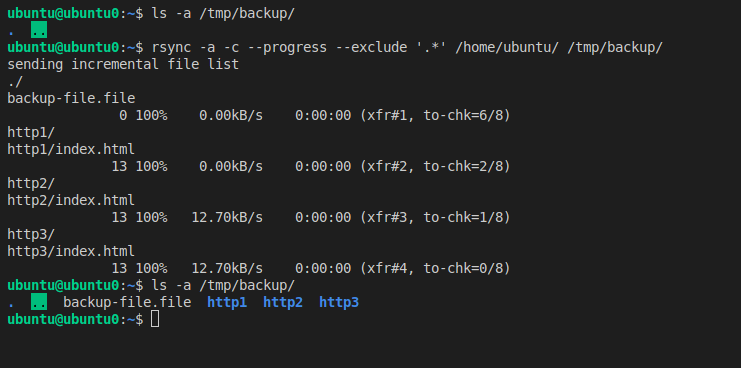 ubuntu@ubuntu0:~$ ls -a /tmp/backup/
.  ..
ubuntu@ubuntu0:~$ rsync -a -c --progress --exclude '.*' /home/ubuntu/ /tmp/backup/
sending incremental file list
./
backup-file.file
              0 100%    0.00kB/s    0:00:00 (xfr#1, to-chk=6/8)
http1/
http1/index.html
             13 100%    0.00kB/s    0:00:00 (xfr#2, to-chk=2/8)
http2/
http2/index.html
             13 100%   12.70kB/s    0:00:00 (xfr#3, to-chk=1/8)
http3/
http3/index.html
             13 100%   12.70kB/s    0:00:00 (xfr#4, to-chk=0/8)
ubuntu@ubuntu0:~$ ls -a /tmp/backup/
.  ..  backup-file.file  http1  http2  http3
ubuntu@ubuntu0:~$